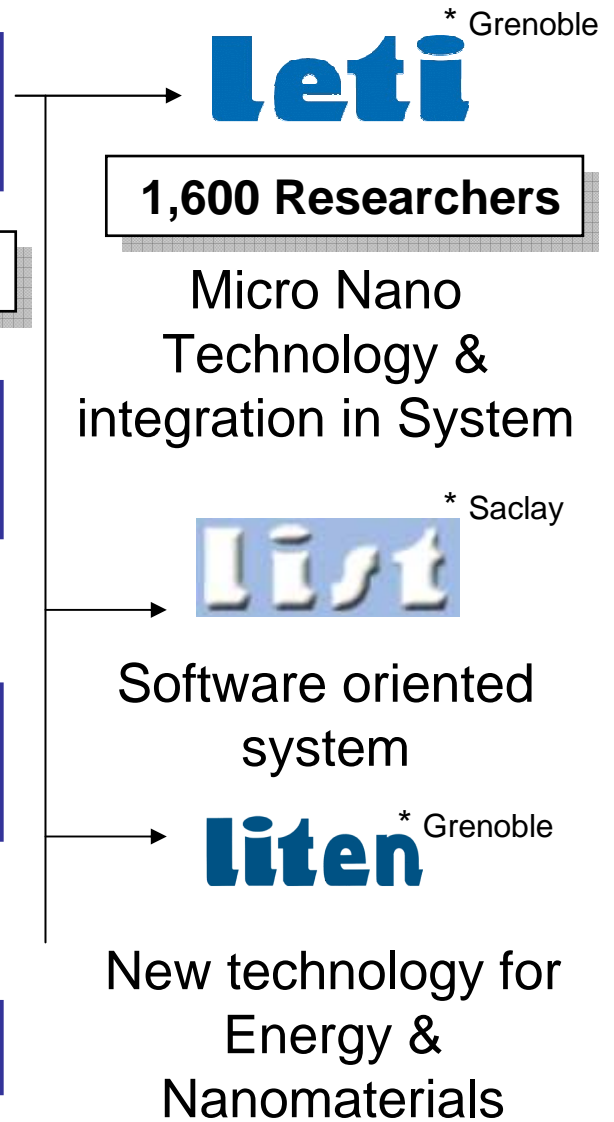 * Grenoble
leti
1,600 Researchers
Micro Nano
Technology &
integration in System
* Saclay
list
Software oriented
system
liten
* Grenoble
New technology for
Energy &
Nanomaterials